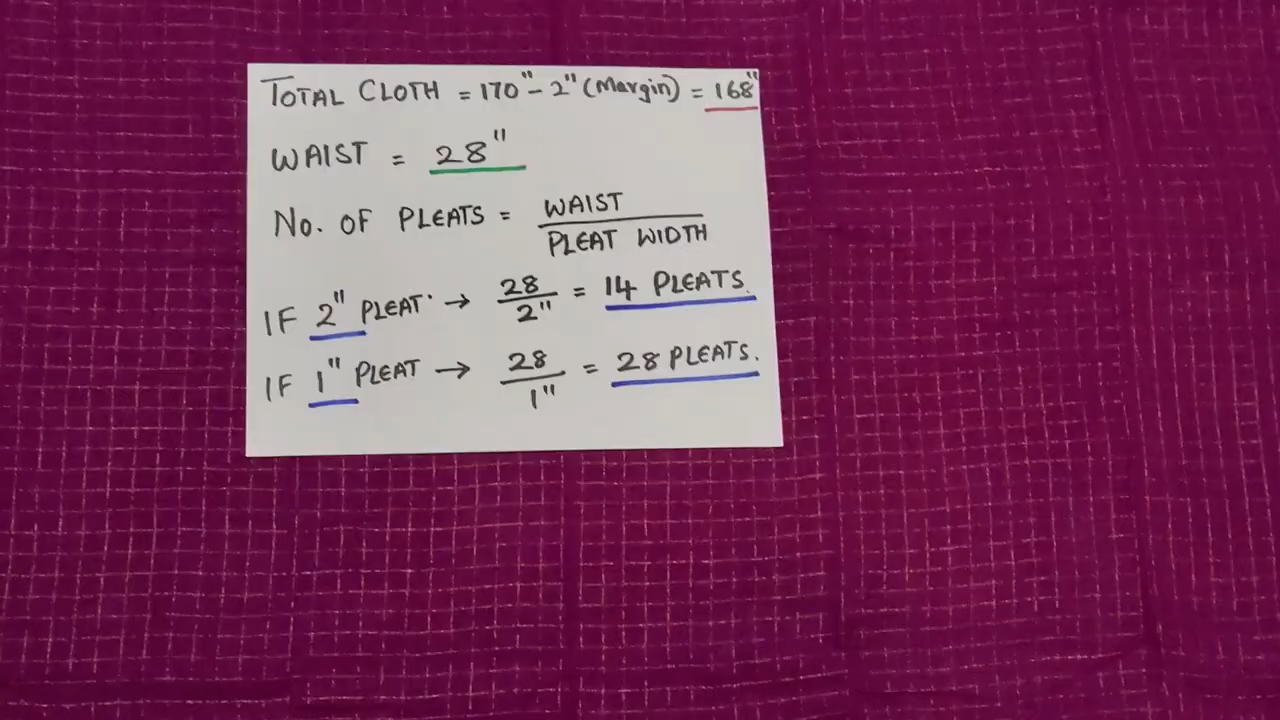 TOTAL CLOTH = 170" - 2" (Margin) = 168"
WAIST = 28"
No. OF PLEATS = WAIST / PLEAT WIDTH
IF 2" PLEAT → 28 / 2" = 14 PLEATS.
IF 1" PLEAT → 28 / 1" = 28 PLEATS.